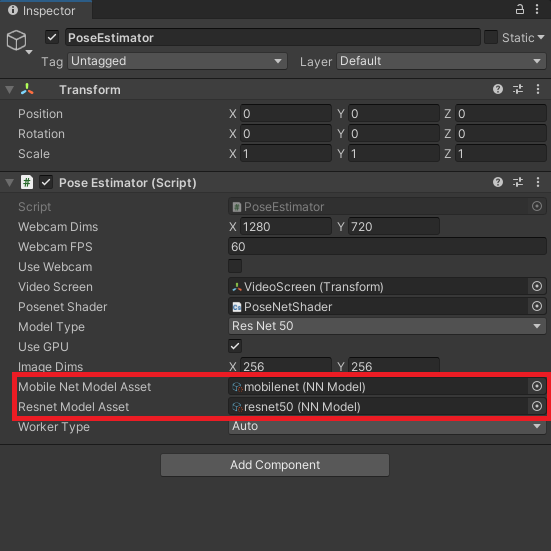 Inspector
PoseEstimator Static
Tag Untagged Layer Default
Transform
Position X 0 Y 0 Z 0
Rotation X 0 Y 0 Z 0
Scale X 1 Y 1 Z 1
# Pose Estimator (Script)
Script # PoseEstimator
Webcam Dims X 1280 Y 720
Webcam FPS 60
Use Webcam
Video Screen VideoScreen (Transform)
Posenet Shader PoseNetShader
Model Type Res Net 50
Use GPU
Image Dims X 256 Y 256
Mobile Net Model Asset mobilenet (NN Model)
Resnet Model Asset resnet50 (NN Model)
Worker Type Auto
Add Component